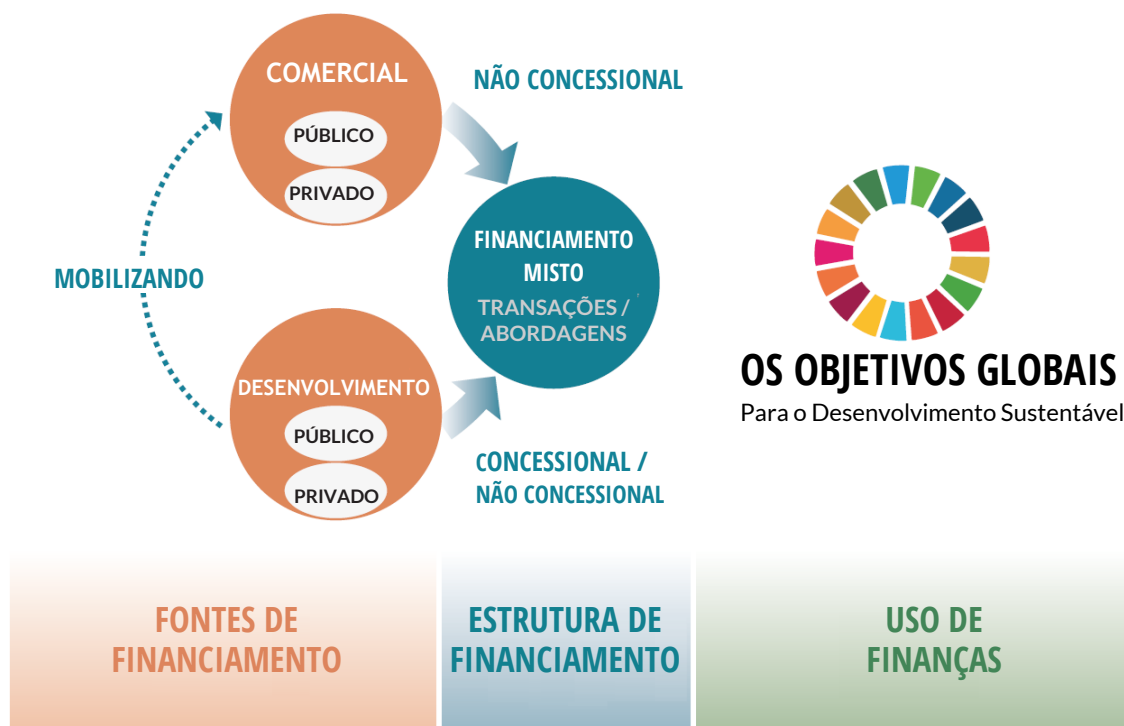 COMERCIAL
PÚBLICO
PRIVADO
NÃO CONCESSIONAL
MOBILIZANDO
FINANCIAMENTO
MISTO
TRANSAÇÕES /
ABORDAGENS
DESENVOLVIMENTO
PÚBLICO
PRIVADO
CONCESSIONAL /
NÃO CONCESSIONAL
OS OBJETIVOS GLOBAIS
Para o Desenvolvimento Sustentável
FONTES DE
FINANCIAMENTO
ESTRUTURA DE
FINANCIAMENTO
USO DE
FINANÇAS